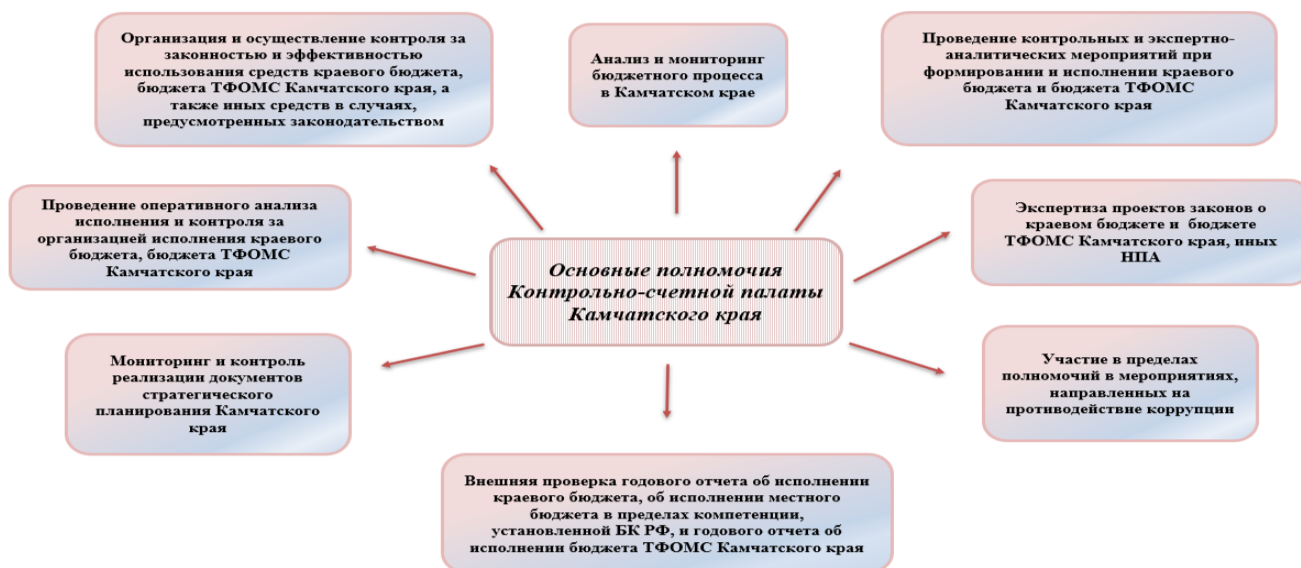 Организация и осуществление контроля за
законностью и эффективностью
использования средств краевого бюджета,
бюджета ТФОМС Камчатского края, а
также иных средств в случаях,
предусмотренных законодательством
Анализ и мониторинг
бюджетного процесса
в Камчатском крае
Проведение контрольных и экспертно-
аналитических мероприятий при
формировании и исполнении краевого
бюджета и бюджета ТФОМС
Камчатского края
Проведение оперативного анализа
исполнения и контроля за
организацией исполнения краевого
бюджета, бюджета ТФОМС
Камчатского края
Основные полномочия
Контрольно-счетной палаты
Камчатского края
Экспертиза проектов законов о
краевом бюджете и бюджете
ТФОМС Камчатского края, иных
НПА
Мониторинг и контроль
реализации документов
стратегического
планирования Камчатского
края
Участие в пределах
полномочий в мероприятиях,
направленных на
противодействие коррупции
Внешняя проверка годового отчета об исполнении
краевого бюджета, об исполнении местного
бюджета в пределах компетенции,
установленной БК РФ, и годового отчета об
исполнении бюджета ТФОМС Камчатского края